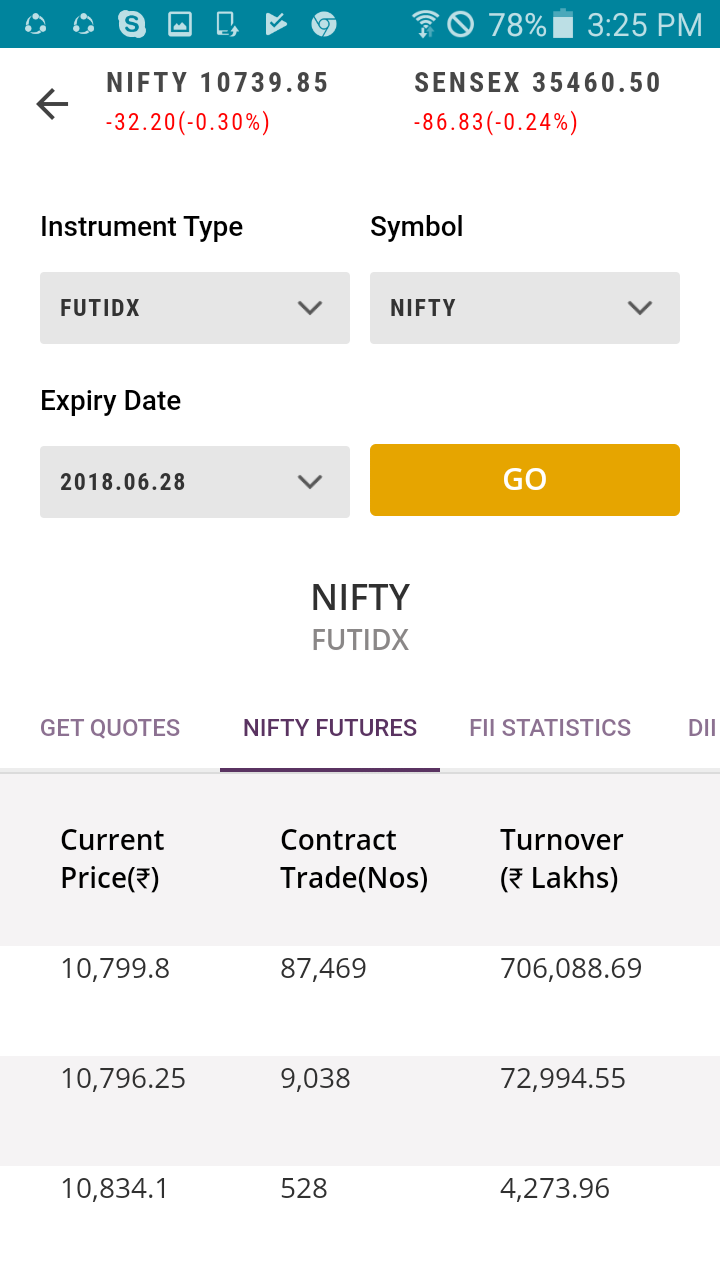 78% 3:25 PM
NIFTY 10739.85 SENSEX 35460.50
-32.20(-0.30%) -86.83(-0.24%)
Instrument Type Symbol
FUTIDX NIFTY
Expiry Date
2018.06.28 GO
NIFTY
FUTIDX
GET QUOTES NIFTY FUTURES FII STATISTICS DII
Current Contract Turnover
Price(₹) Trade(Nos) (₹ Lakhs)
10,799.8 87,469 706,088.69
10,796.25 9,038 72,994.55
10,834.1 528 4,273.96